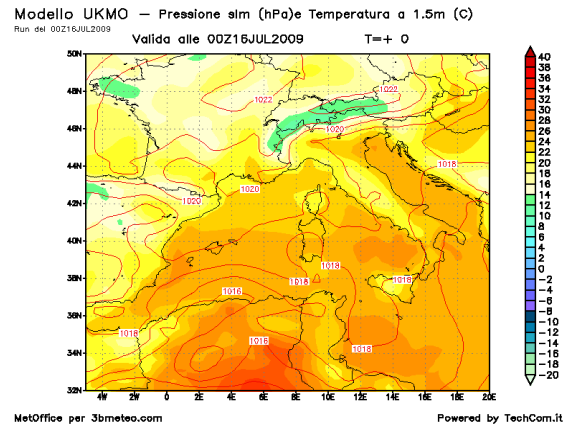 Modello UKMO — Pressione slm (hPa)e Temperatura a 1.5m (C)
Run del 00Z16JUL2009
Valida alle 00Z16JUL2009 T=+ 0
50N
48N
46N
44N
42N
40N
38N
36N
34N
32N
4W 2W 0 2E 4E 6E 8E 10E 12E 14E 16E 18E 20E
1022
1022
1020
1018
1020
1020
1018
1018
1018
1016
1018
1016
1018
40
38
36
34
32
30
28
26
24
22
20
18
16
14
12
10
8
6
4
2
0
-2
-4
-6
-8
-10
-12
-14
-16
-18
-20
MetOffice per 3bmeteo.com Powered by TechCom.it